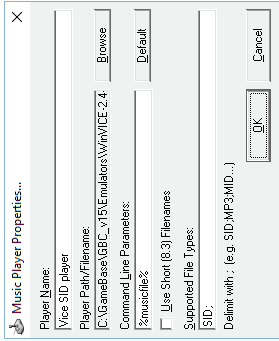 Music Player Properties...
Player Name:
Vice SID player
Player Path/Filename:
C:\GameBase\GBC_v15\Emulators\WinVICE-2.4- Browse
Command Line Parameters:
%musicfile% Default
Use Short (8.3) Filenames
Supported File Types:
SID;
Delimit with ; (e.g. SID;MP3;MID...)
OK Cancel